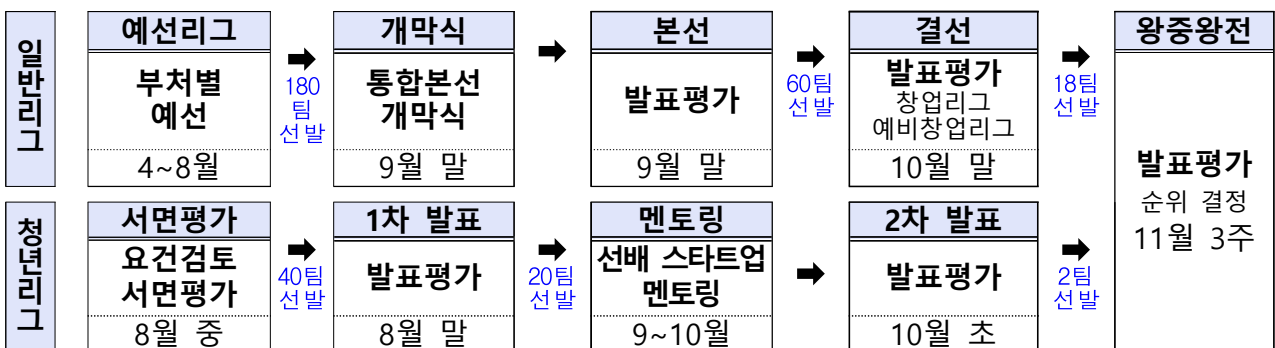 일반리그
예선리그
부처별
예선
4~8월
➡
180
팀
선발
개막식
통합본선
개막식
9월 말
➡
본선
발표평가
9월 말
➡
60팀
선발
결선
발표평가
창업리그
예비창업리그
10월 말
➡
18팀
선발
왕중왕전
발표평가
순위 결정
11월 3주
청년리그
서면평가
요건검토
서면평가
8월 중
➡
40팀
선발
1차 발표
발표평가
8월 말
➡
20팀
선발
멘토링
선배 스타트업
멘토링
9~10월
➡
2차 발표
발표평가
10월 초
➡
2팀
선발